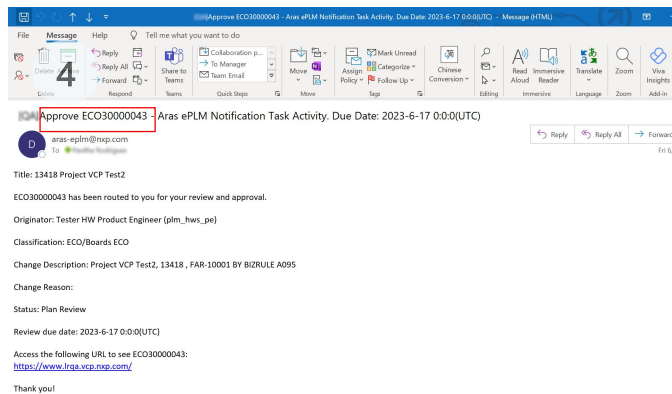 Approve ECO30000043 - Aras ePLM Notification Task Activity. Due Date: 2023-6-17 0:0:0(UTC) - Message (HTML)
File Message Help Tell me what you want to do
4
Delete
Reply
Reply All
Forward
Respond
Share to
Teams
Teams
Collaboration p...
To Manager
Team Email
Quick Steps
Move
Move
Assign
Policy
Mark Unread
Categorize
Follow Up
Tags
Chinese
Conversion
Editing
Read
Aloud
Immersive
Reader
Immersive
Translate
Language
Zoom
Zoom
Viva
Insights
Add-in
Approve ECO30000043 - Aras ePLM Notification Task Activity. Due Date: 2023-6-17 0:0:0(UTC)
D
aras-eplm@nxp.com
To
Reply Reply All Forward
Fri 6,
Title: 13418 Project VCP Test2
ECO30000043 has been routed to you for your review and approval.
Originator: Tester HW Product Engineer (plm_hws_pe)
Classification: ECO/Boards ECO
Change Description: Project VCP Test2, 13418 , FAR-10001 BY BIZRULE A095
Change Reason:
Status: Plan Review
Review due date: 2023-6-17 0:0:0(UTC)
Access the following URL to see ECO30000043:
https://www.lrqa.vcp.nxp.com/
Thank you!